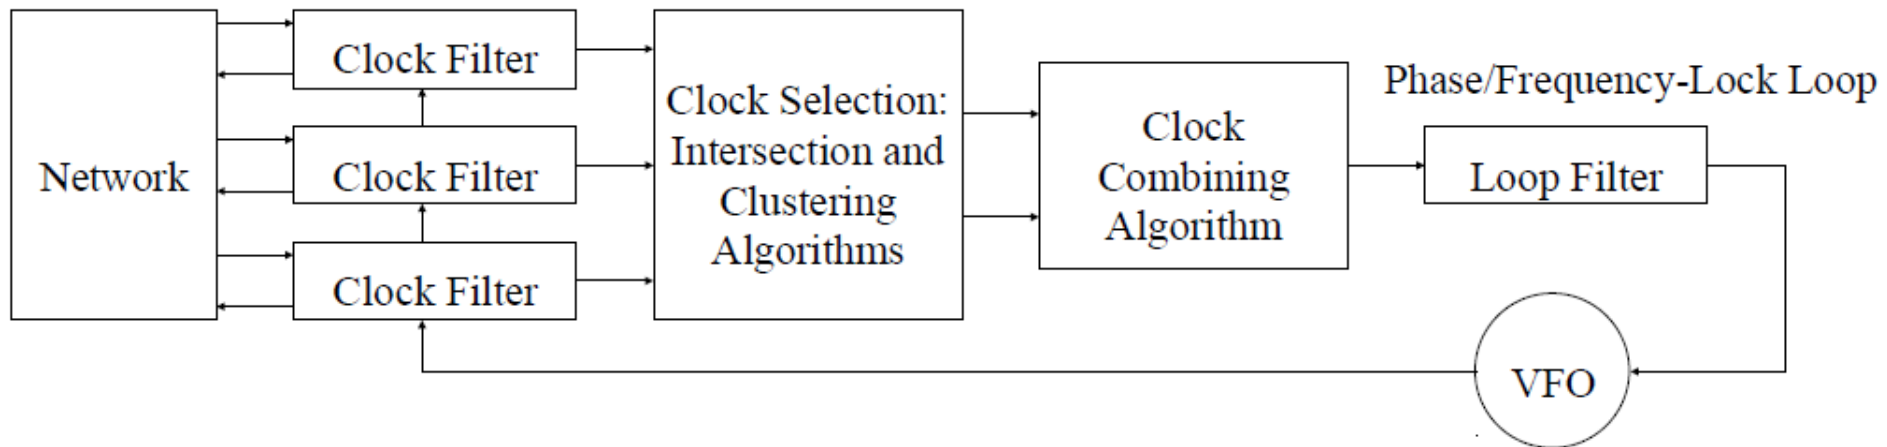 Network
Clock Filter
Clock Filter
Clock Filter
Clock Selection:
Intersection and
Clustering
Algorithms
Clock
Combining
Algorithm
Phase/Frequency-Lock Loop
Loop Filter
VFO